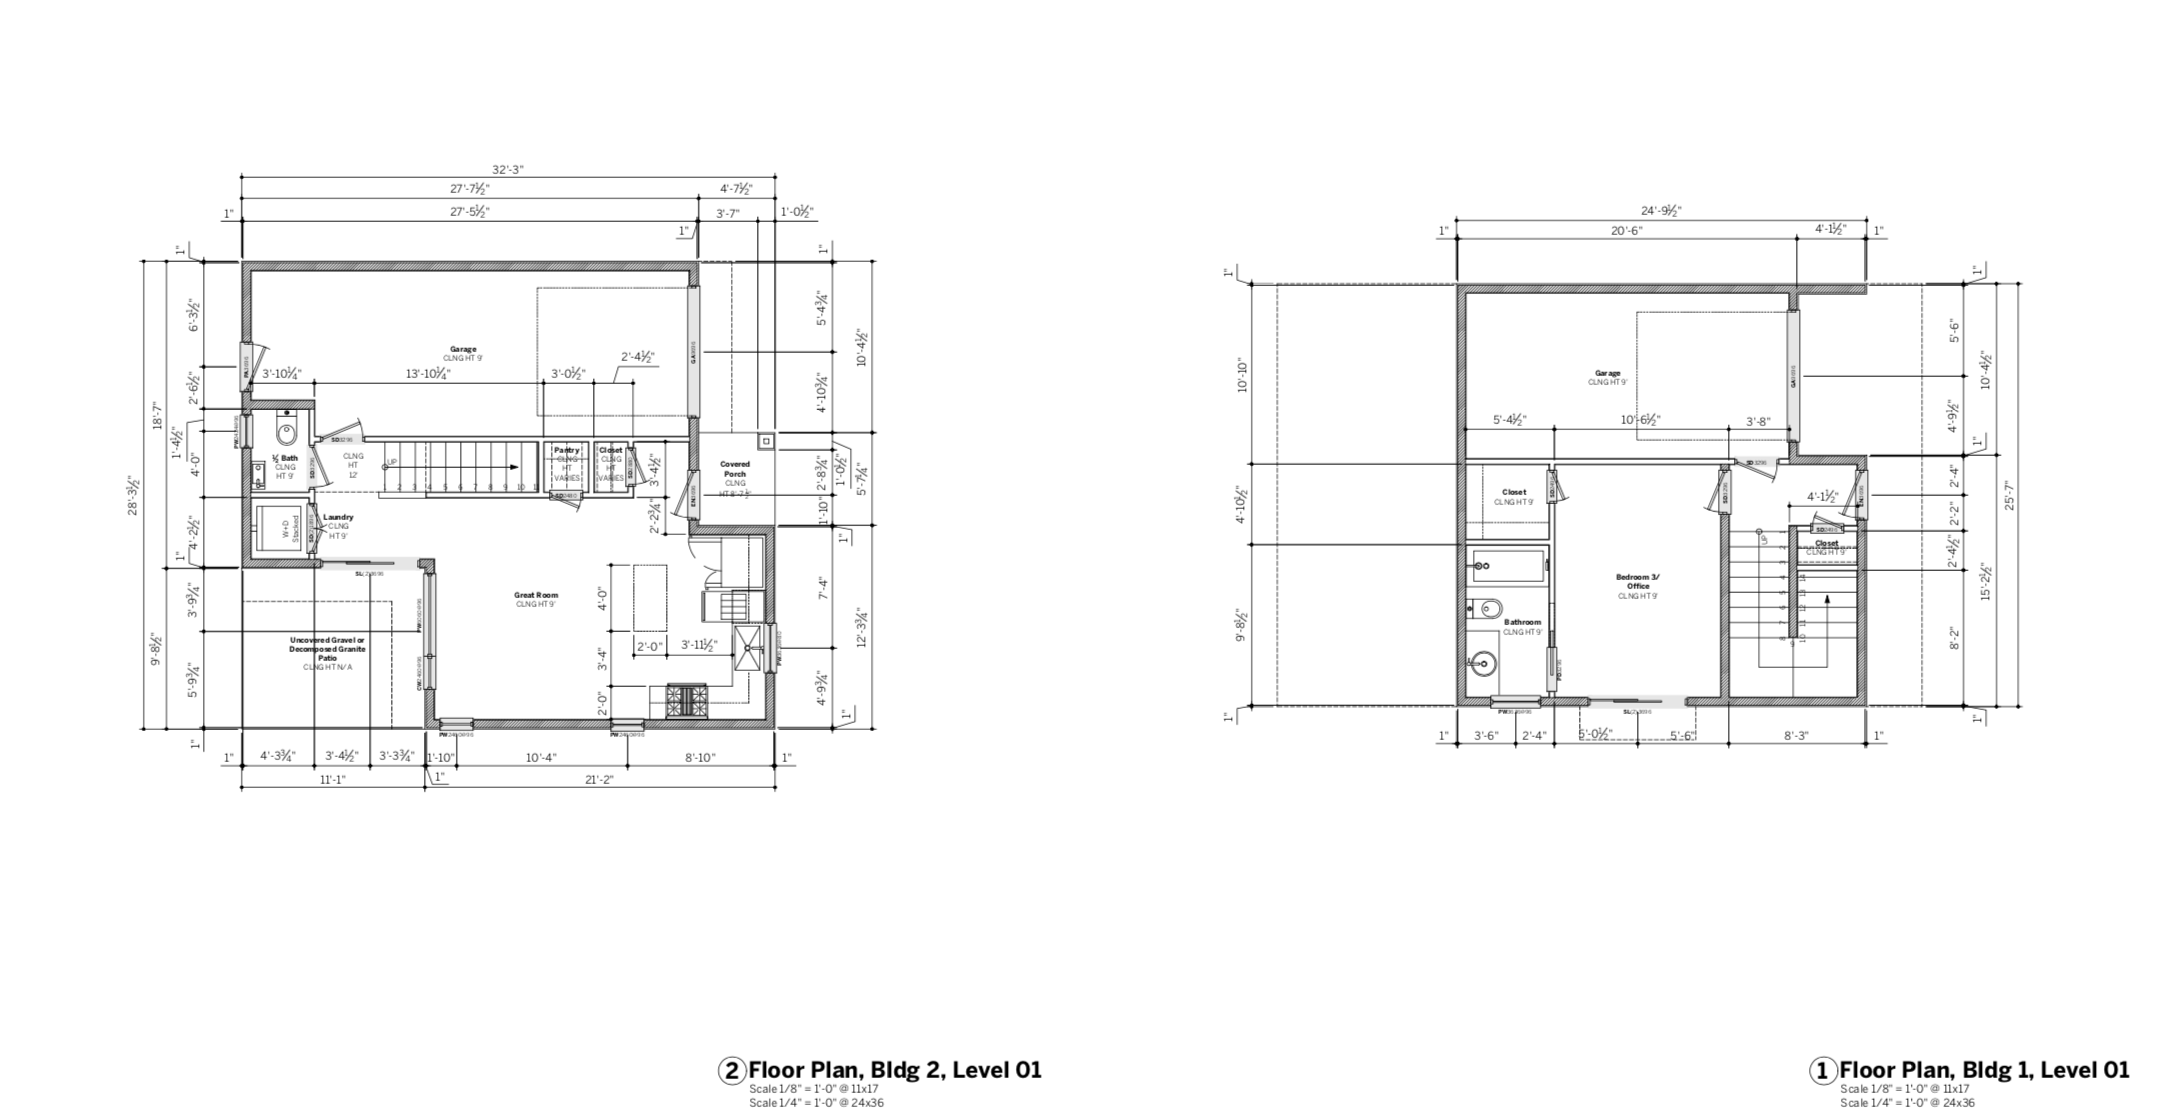 32'-3"
27'-7½" 4'-7½"
1" 27'-5½" 3'-7" 1'-0½"
1"
1" 1"
6'-3½"
2'-6½"
1'-4½"
4'-0"
4'-2½"
1"
3'-9¾"
5'-9¾"
1"
18'-7"
9'-8½"
28'-3½"
Garage
CLNG HT 9'
3'-10¼" 13'-10¼" 3'-0½" 2'-4½"
½ Bath
CLNG
HT 9'
CLNG
HT
12'
UP
1 2 3 4 5 6 7 8 9 10 11
Pantry
CLNG
HT
VARIES
Closet
CLNG
HT
VARIES
3'-4½"
2'-2¾"
Covered
Porch
CLNG
W+D
Stacked
Laundry
CLNG
HT 9'
Great Room
CLNG HT 9'
Uncovered Gravel or
Decomposed Granite
Patio
CLNG HT N/A
4'-0"
2'-0" 3'-11½"
3'-4"
2'-0"
5'-4¾"
4'-10¾"
2'-8¾"
1'-0½"
1'-10"
1"
7'-4"
4'-9¾"
1"
10'-4½"
5'-7¼"
12'-3¾"
1" 4'-3¾" 3'-4½" 3'-3¾" 1'-10" 10'-4" 8'-10" 1"
11'-1" 1" 21'-2"
2 Floor Plan, Bldg 2, Level 01
Scale 1/8" = 1'-0" @ 11x17
Scale 1/4" = 1'-0" @ 24x36
24'-9½"
1" 20'-6" 4'-1½" 1"
1" 1"
10'-10"
4'-10½"
9'-8½"
1"
Garage
CLNG HT 9'
5'-4½" 10'-6½" 3'-8"
Closet
CLNG HT 9'
4'-1½"
UP
Closet
CLNG HT 9'
Bedroom 3/
Office
CLNG HT 9'
Bathroom
CLNG HT 9'
5'-6"
4'-9½"
1"
2'-4"
2'-2"
2'-4½"
8'-2"
1"
10'-4½"
15'-2½"
25'-7"
1" 3'-6" 2'-4" 5'-0½" 5'-6" 8'-3" 1"
1 Floor Plan, Bldg 1, Level 01
Scale 1/8" = 1'-0" @ 11x17
Scale 1/4" = 1'-0" @ 24x36